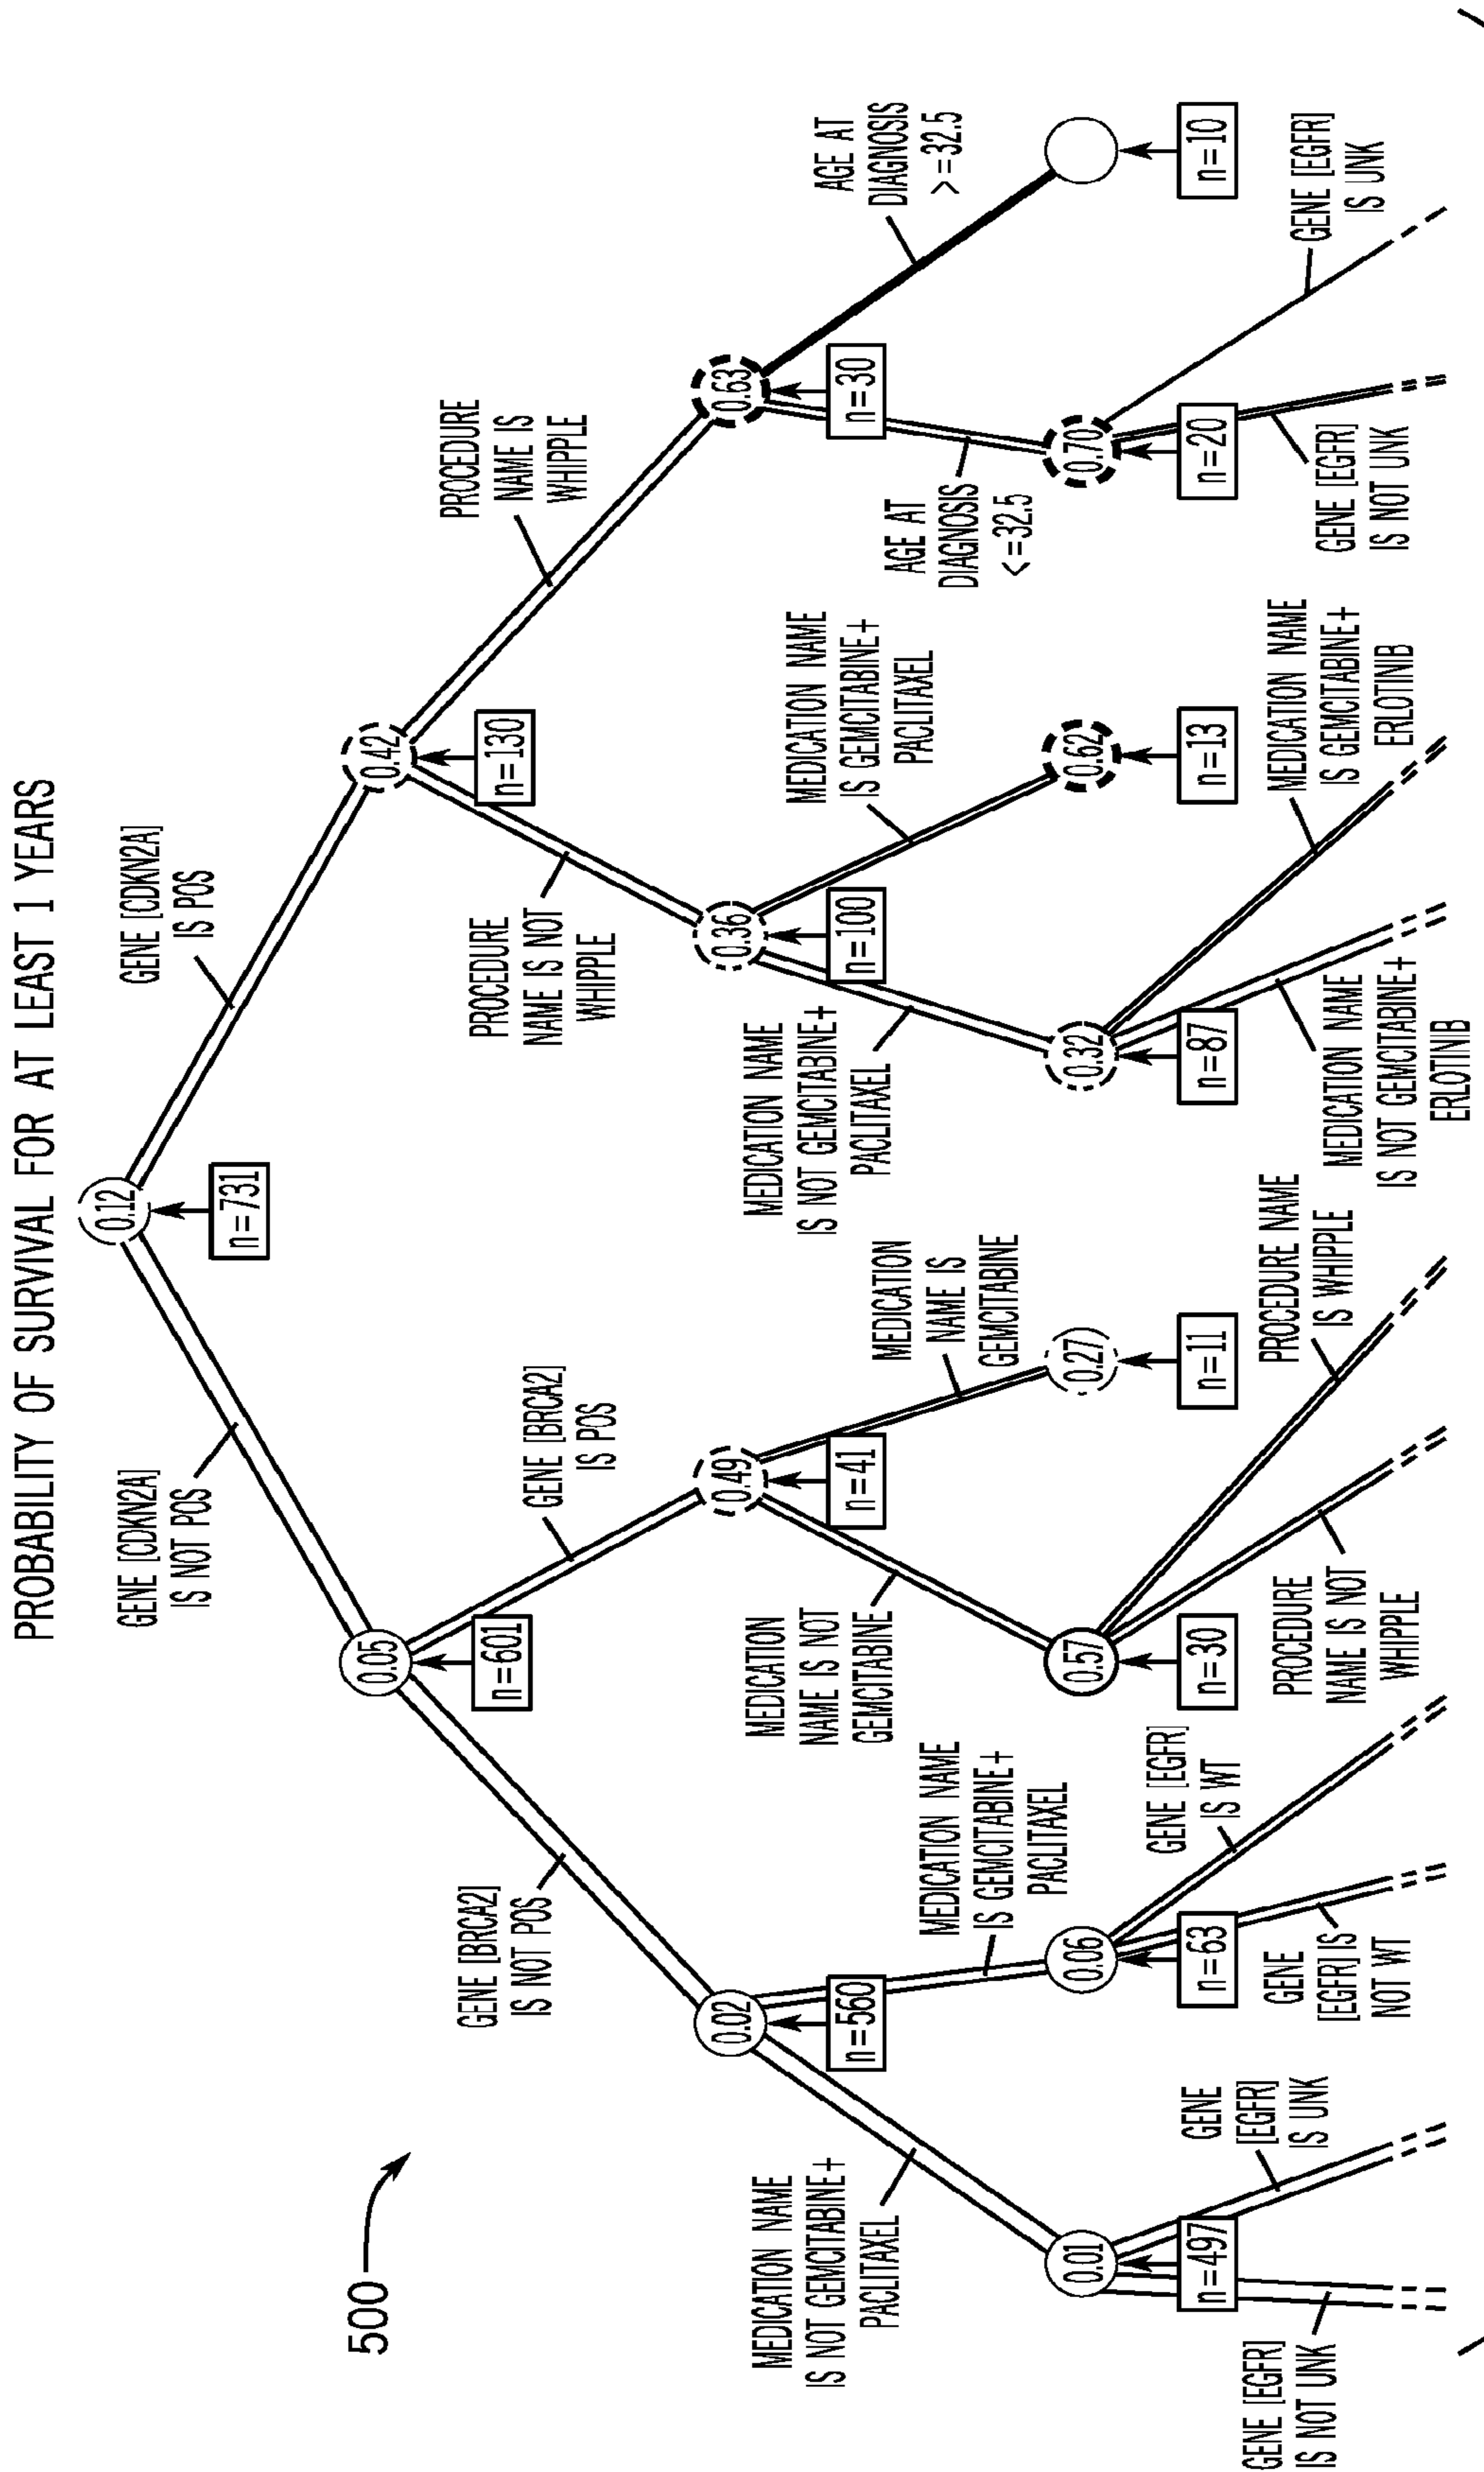 PROBABILITY OF SURVIVAL FOR AT LEAST 1 YEARS
500
0.12
n=731
GENE [CDKN2A]
IS NOT POS
GENE [CDKN2A]
IS POS
0.05
n=601
0.42
n=130
GENE [BRCA2]
IS NOT POS
GENE [BRCA2]
IS POS
PROCEDURE
NAME IS NOT
WHIPPLE
PROCEDURE
NAME IS
WHIPPLE
0.02
n=560
0.49
n=41
0.36
n=100
0.63
n=30
MEDICATION NAME
IS NOT GEMCITABINE+
PACLITAXEL
MEDICATION NAME
IS GEMCITABINE+
PACLITAXEL
MEDICATION
NAME IS NOT
GEMCITABINE
MEDICATION
NAME IS
GEMCITABINE
MEDICATION NAME
IS NOT GEMCITABINE+
PACLITAXEL
MEDICATION NAME
IS GEMCITABINE+
PACLITAXEL
AGE AT
DIAGNOSIS
<=32.5
AGE AT
DIAGNOSIS
>=32.5
0.01
n=497
0.06
n=63
0.57
n=30
0.27
n=11
0.32
n=87
0.62
n=13
0.70
n=20
n=10
GENE [EGFR]
IS NOT UNK
GENE
[EGFR]
IS UNK
GENE
[EGFR] IS
NOT WT
GENE [EGFR]
IS WT
PROCEDURE
NAME IS NOT
WHIPPLE
PROCEDURE NAME
IS WHIPPLE
MEDICATION NAME
IS NOT GEMCITABINE+
ERLOTINIB
MEDICATION NAME
IS GEMCITABINE+
ERLOTINIB
GENE [EGFR]
IS NOT UNK
GENE [EGFR]
IS UNK